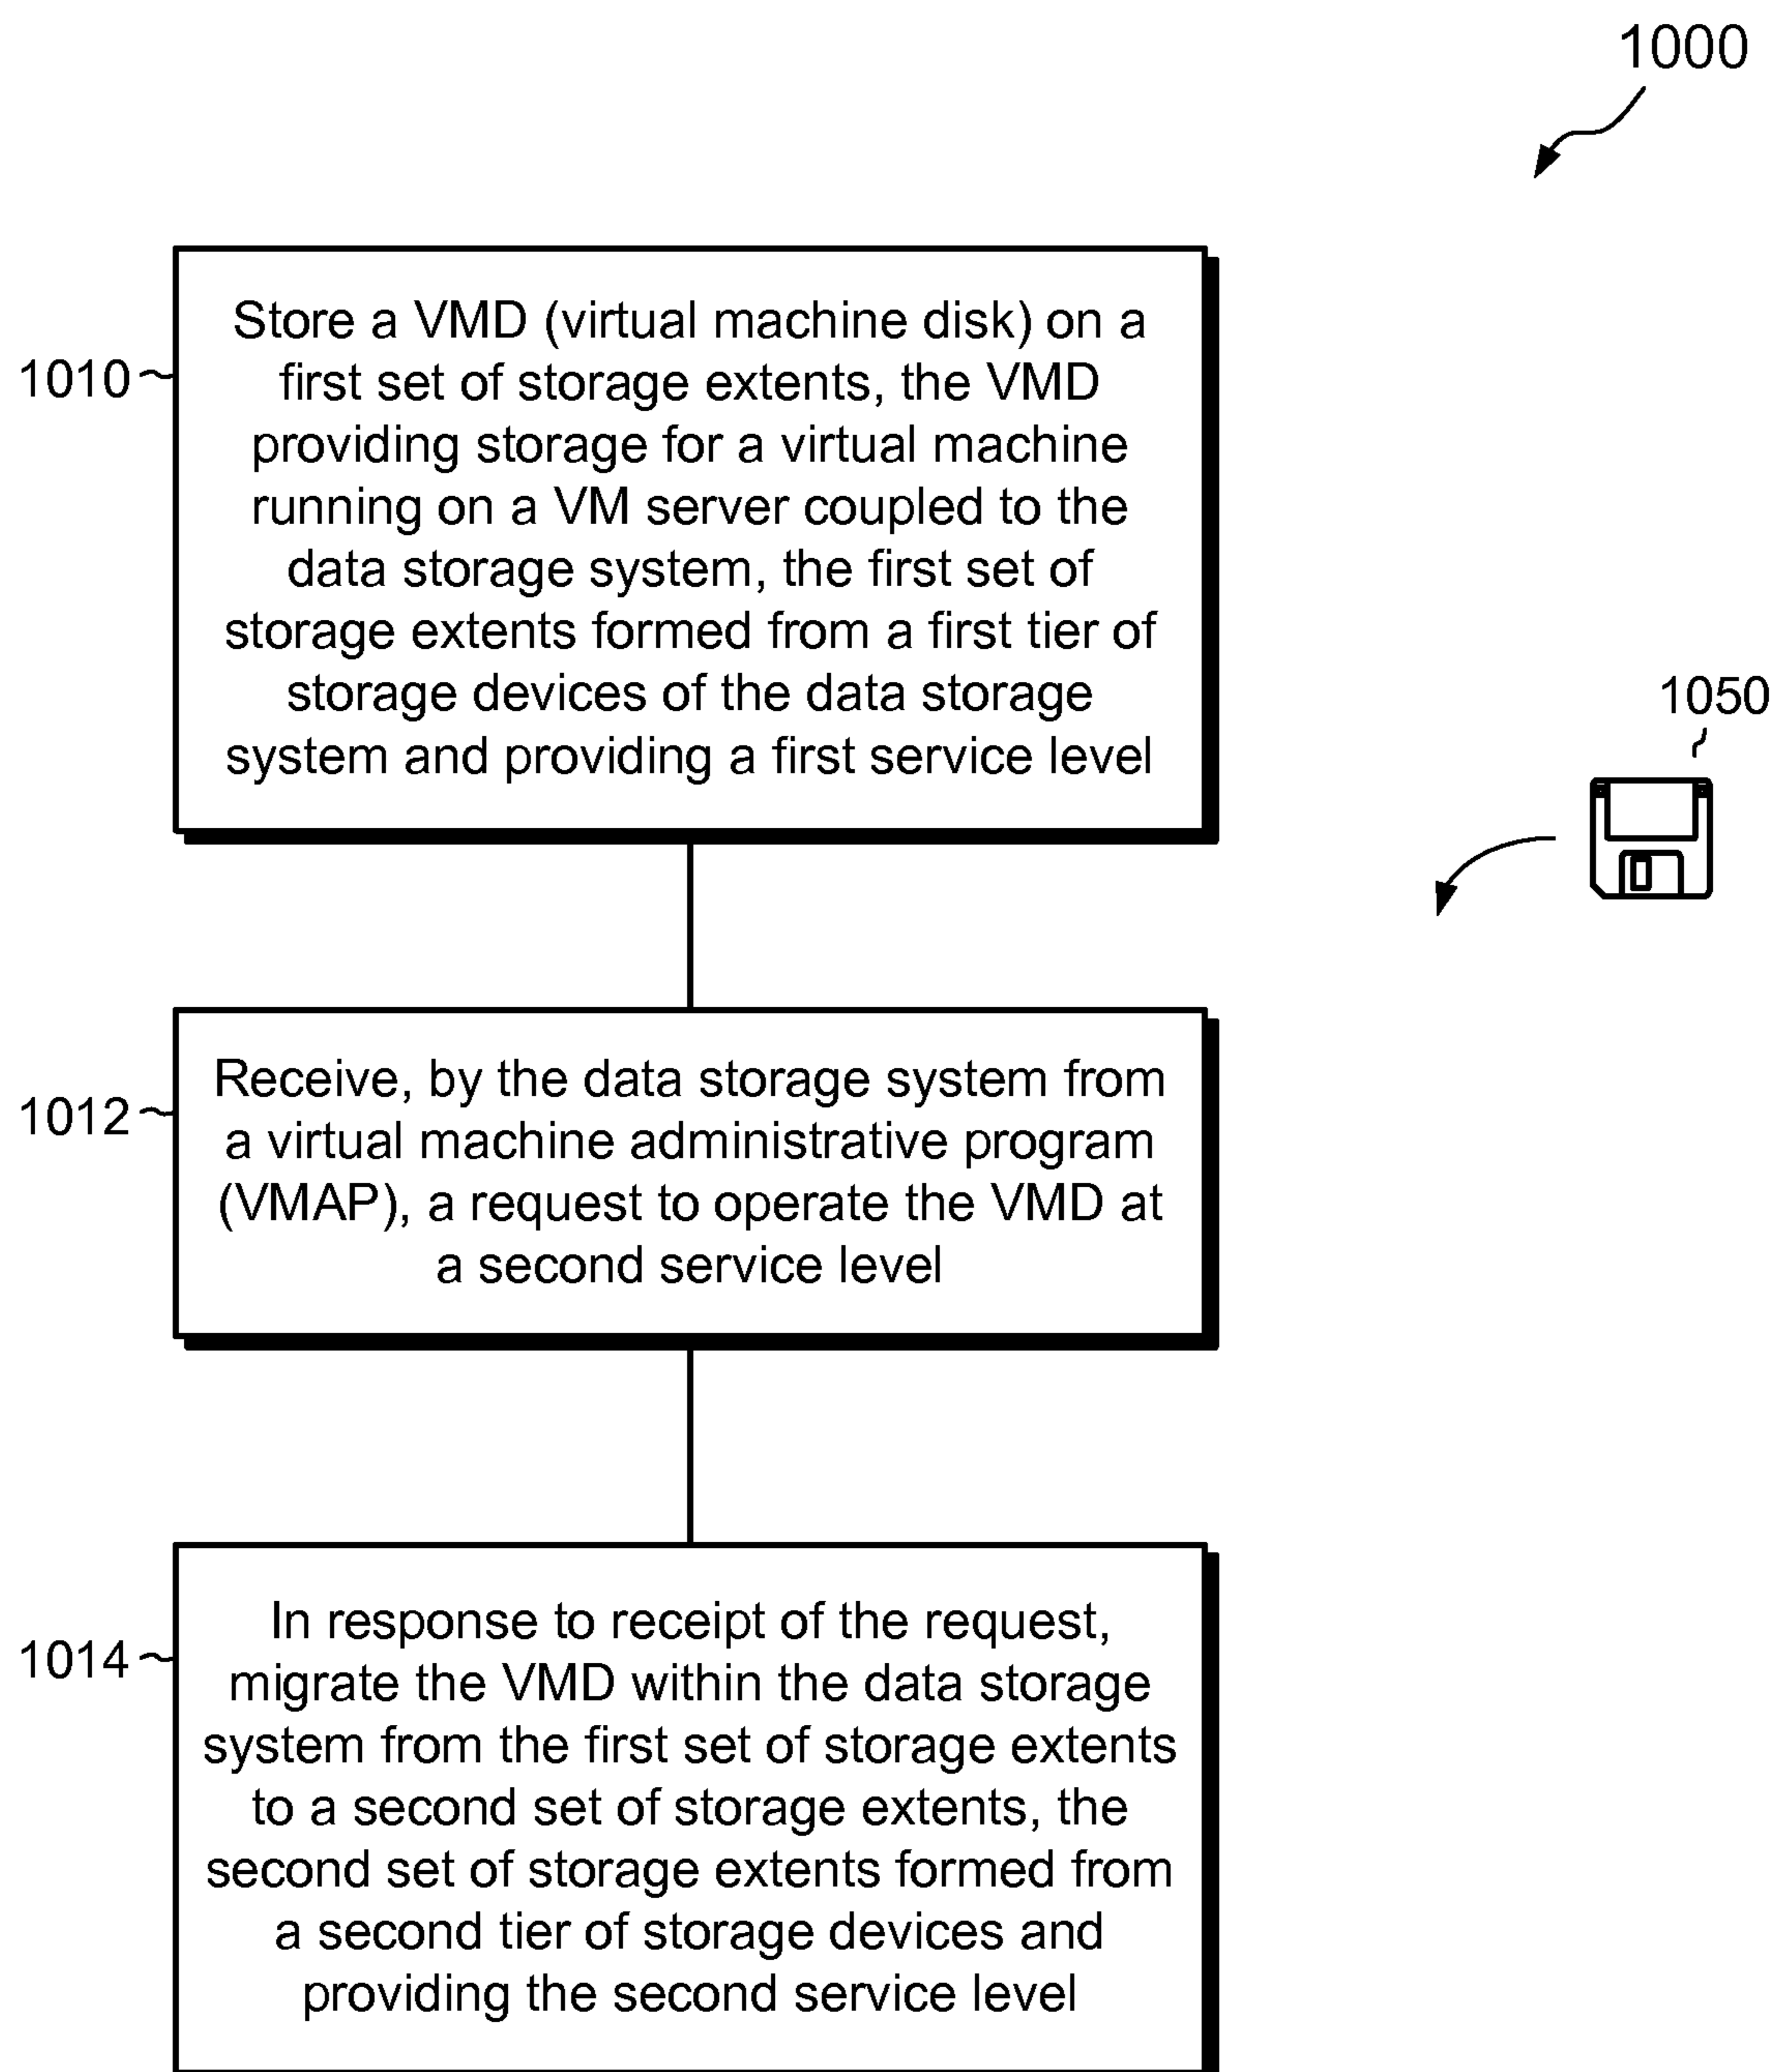 1000
1010
Store a VMD (virtual machine disk) on a
first set of storage extents, the VMD
providing storage for a virtual machine
running on a VM server coupled to the
data storage system, the first set of
storage extents formed from a first tier of
storage devices of the data storage
system and providing a first service level
1050
1012
Receive, by the data storage system from
a virtual machine administrative program
(VMAP), a request to operate the VMD at
a second service level
1014
In response to receipt of the request,
migrate the VMD within the data storage
system from the first set of storage extents
to a second set of storage extents, the
second set of storage extents formed from
a second tier of storage devices and
providing the second service level